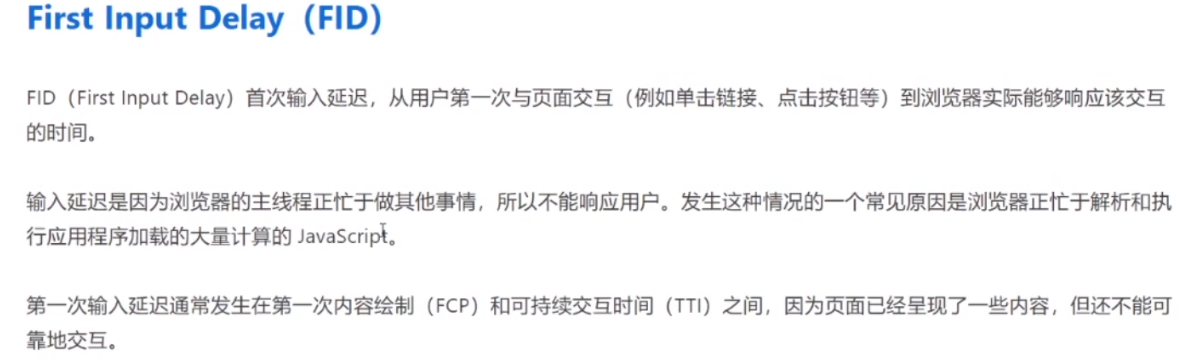 First Input Delay（FID）
FID（First Input Delay）首次输入延迟，从用户第一次与页面交互（例如单击链接、点击按钮等）到浏览器实际能够响应该交互
的时间。
输入延迟是因为浏览器的主线程正忙于做其他事情，所以不能响应用户。发生这种情况的一个常见原因是浏览器正忙于解析和执
行应用程序加载的大量计算的 JavaScript。
第一次输入延迟通常发生在第一次内容绘制（FCP）和可持续交互时间（TTI）之间，因为页面已经呈现了一些内容，但还不能可
靠地交互。